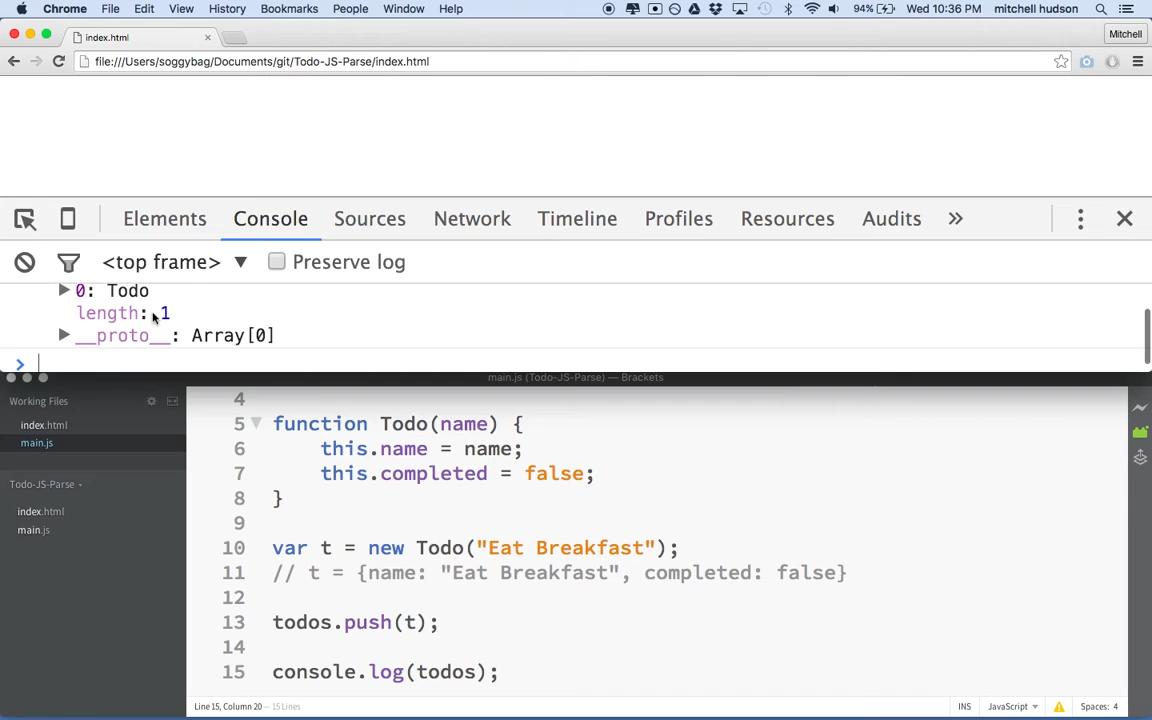 Chrome File Edit View History Bookmarks People Window Help 94% Wed 10:36 PM mitchell hudson
index.html Mitchell
file:///Users/soggybag/Documents/git/Todo-JS-Parse/index.html
Elements Console Sources Network Timeline Profiles Resources Audits »
<top frame> ▼ Preserve log
0: Todo
length: 1
__proto__: Array[0]
>
main.js (Todo-JS-Parse) — Brackets
Working Files
index.html
main.js
Todo-JS-Parse
index.html
main.js
4
5 function Todo(name) {
6 this.name = name;
7 this.completed = false;
8 }
9
10 var t = new Todo("Eat Breakfast");
11 // t = {name: "Eat Breakfast", completed: false}
12
13 todos.push(t);
14
15 console.log(todos);
Line 15, Column 20 — 15 Lines INS JavaScript Spaces: 4